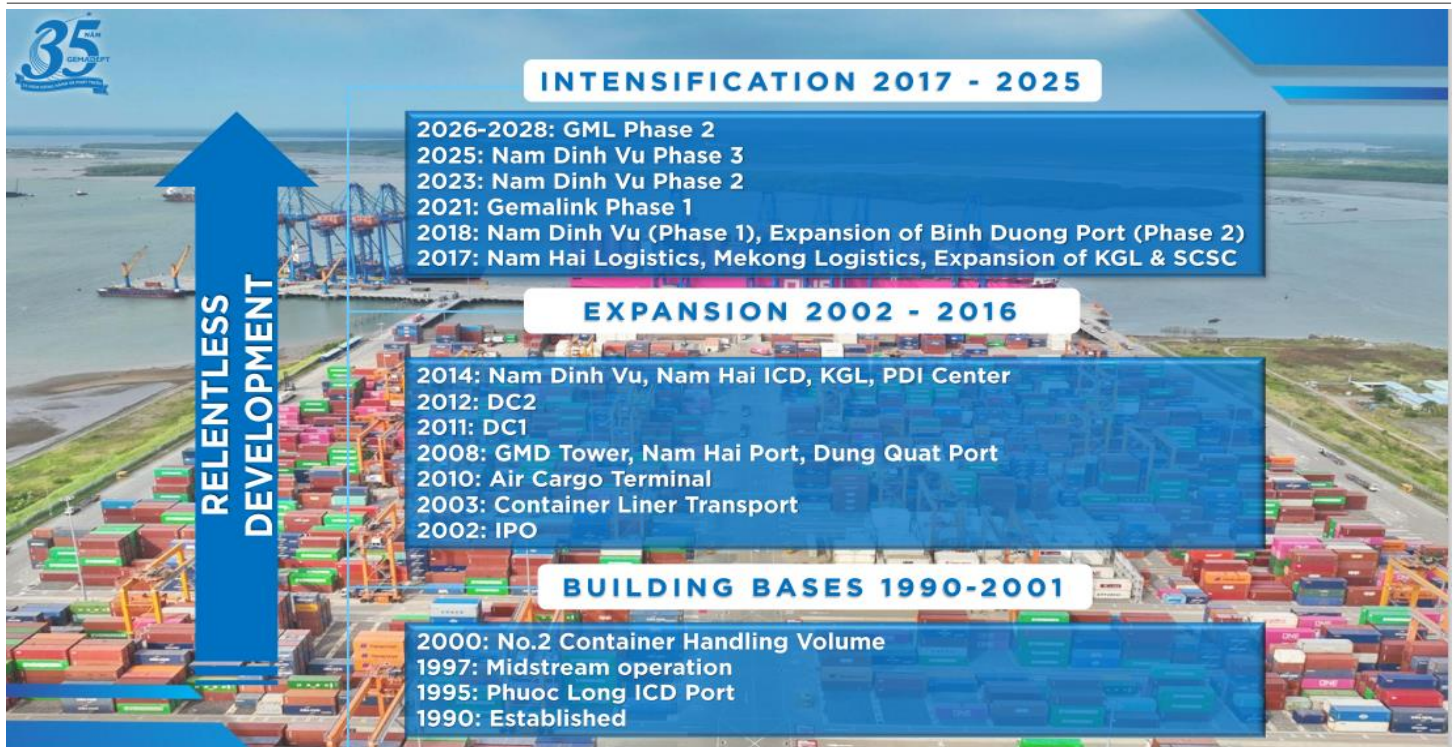 35
NĂM
GEMADEPT
INTENSIFICATION 2017 - 2025
2026-2028: GML Phase 2
2025: Nam Dinh Vu Phase 3
2023: Nam Dinh Vu Phase 2
2021: Gemalink Phase 1
2018: Nam Dinh Vu (Phase 1), Expansion of Binh Duong Port (Phase 2)
2017: Nam Hai Logistics, Mekong Logistics, Expansion of KGL & SCSC
EXPANSION 2002 - 2016
2014: Nam Dinh Vu, Nam Hai ICD, KGL, PDI Center
2012: DC2
2011: DC1
2008: GMD Tower, Nam Hai Port, Dung Quat Port
2010: Air Cargo Terminal
2003: Container Liner Transport
2002: IPO
BUILDING BASES 1990-2001
2000: No.2 Container Handling Volume
1997: Midstream operation
1995: Phuoc Long ICD Port
1990: Established
RELENTLESS
DEVELOPMENT